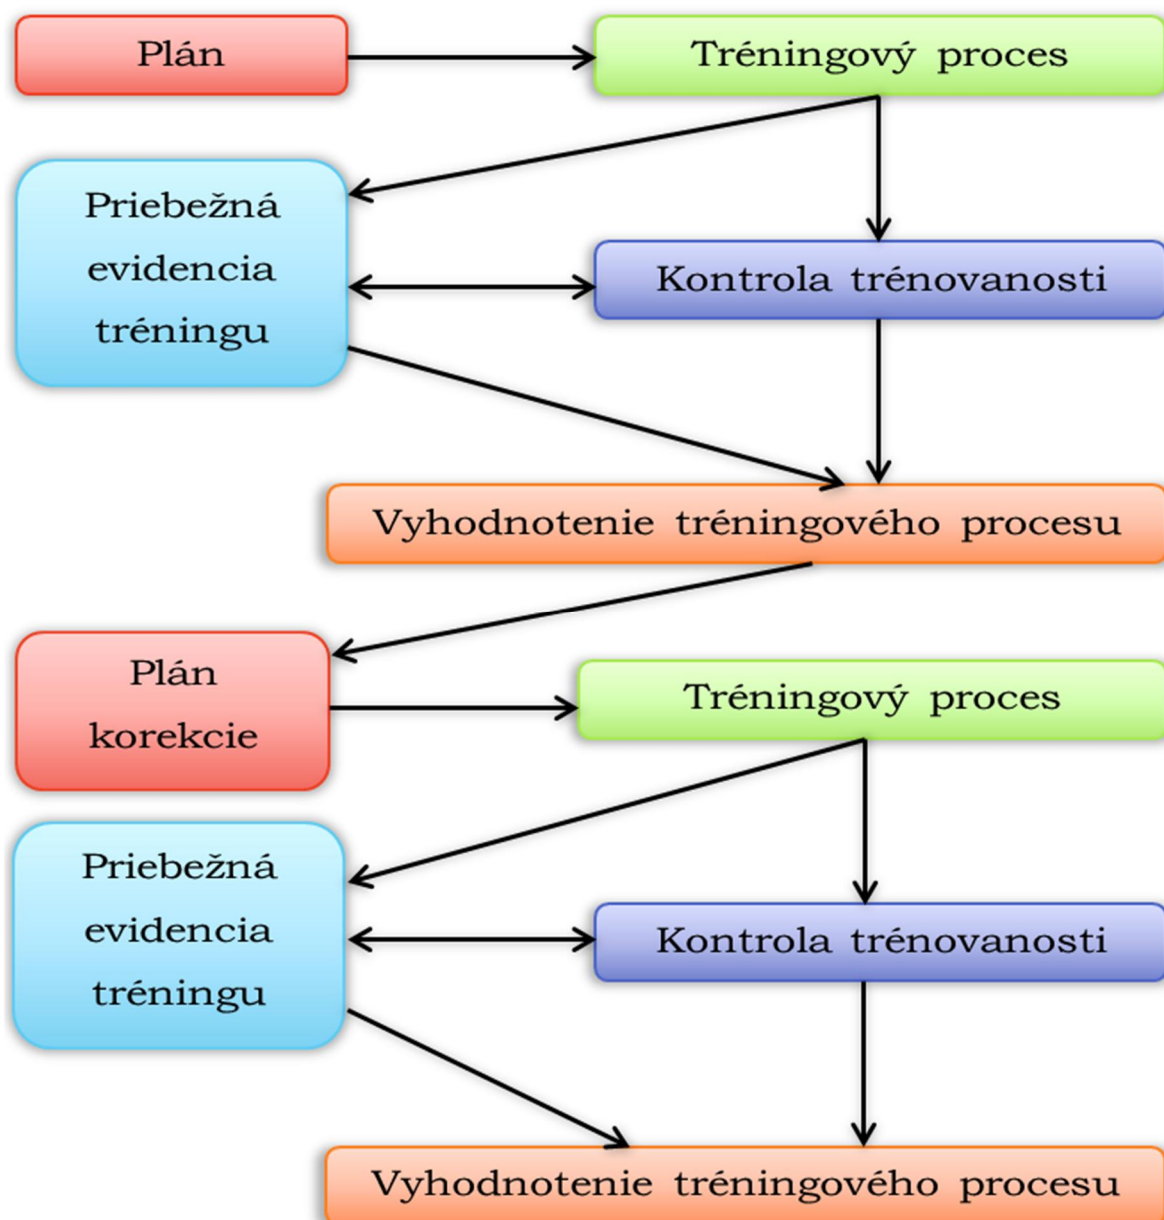 Plán
Tréningový proces
Priebežná
evidencia
tréningu
Kontrola trénovanosti
Vyhodnotenie tréningového procesu
Plán
korekcie
Tréningový proces
Priebežná
evidencia
tréningu
Kontrola trénovanosti
Vyhodnotenie tréningového procesu